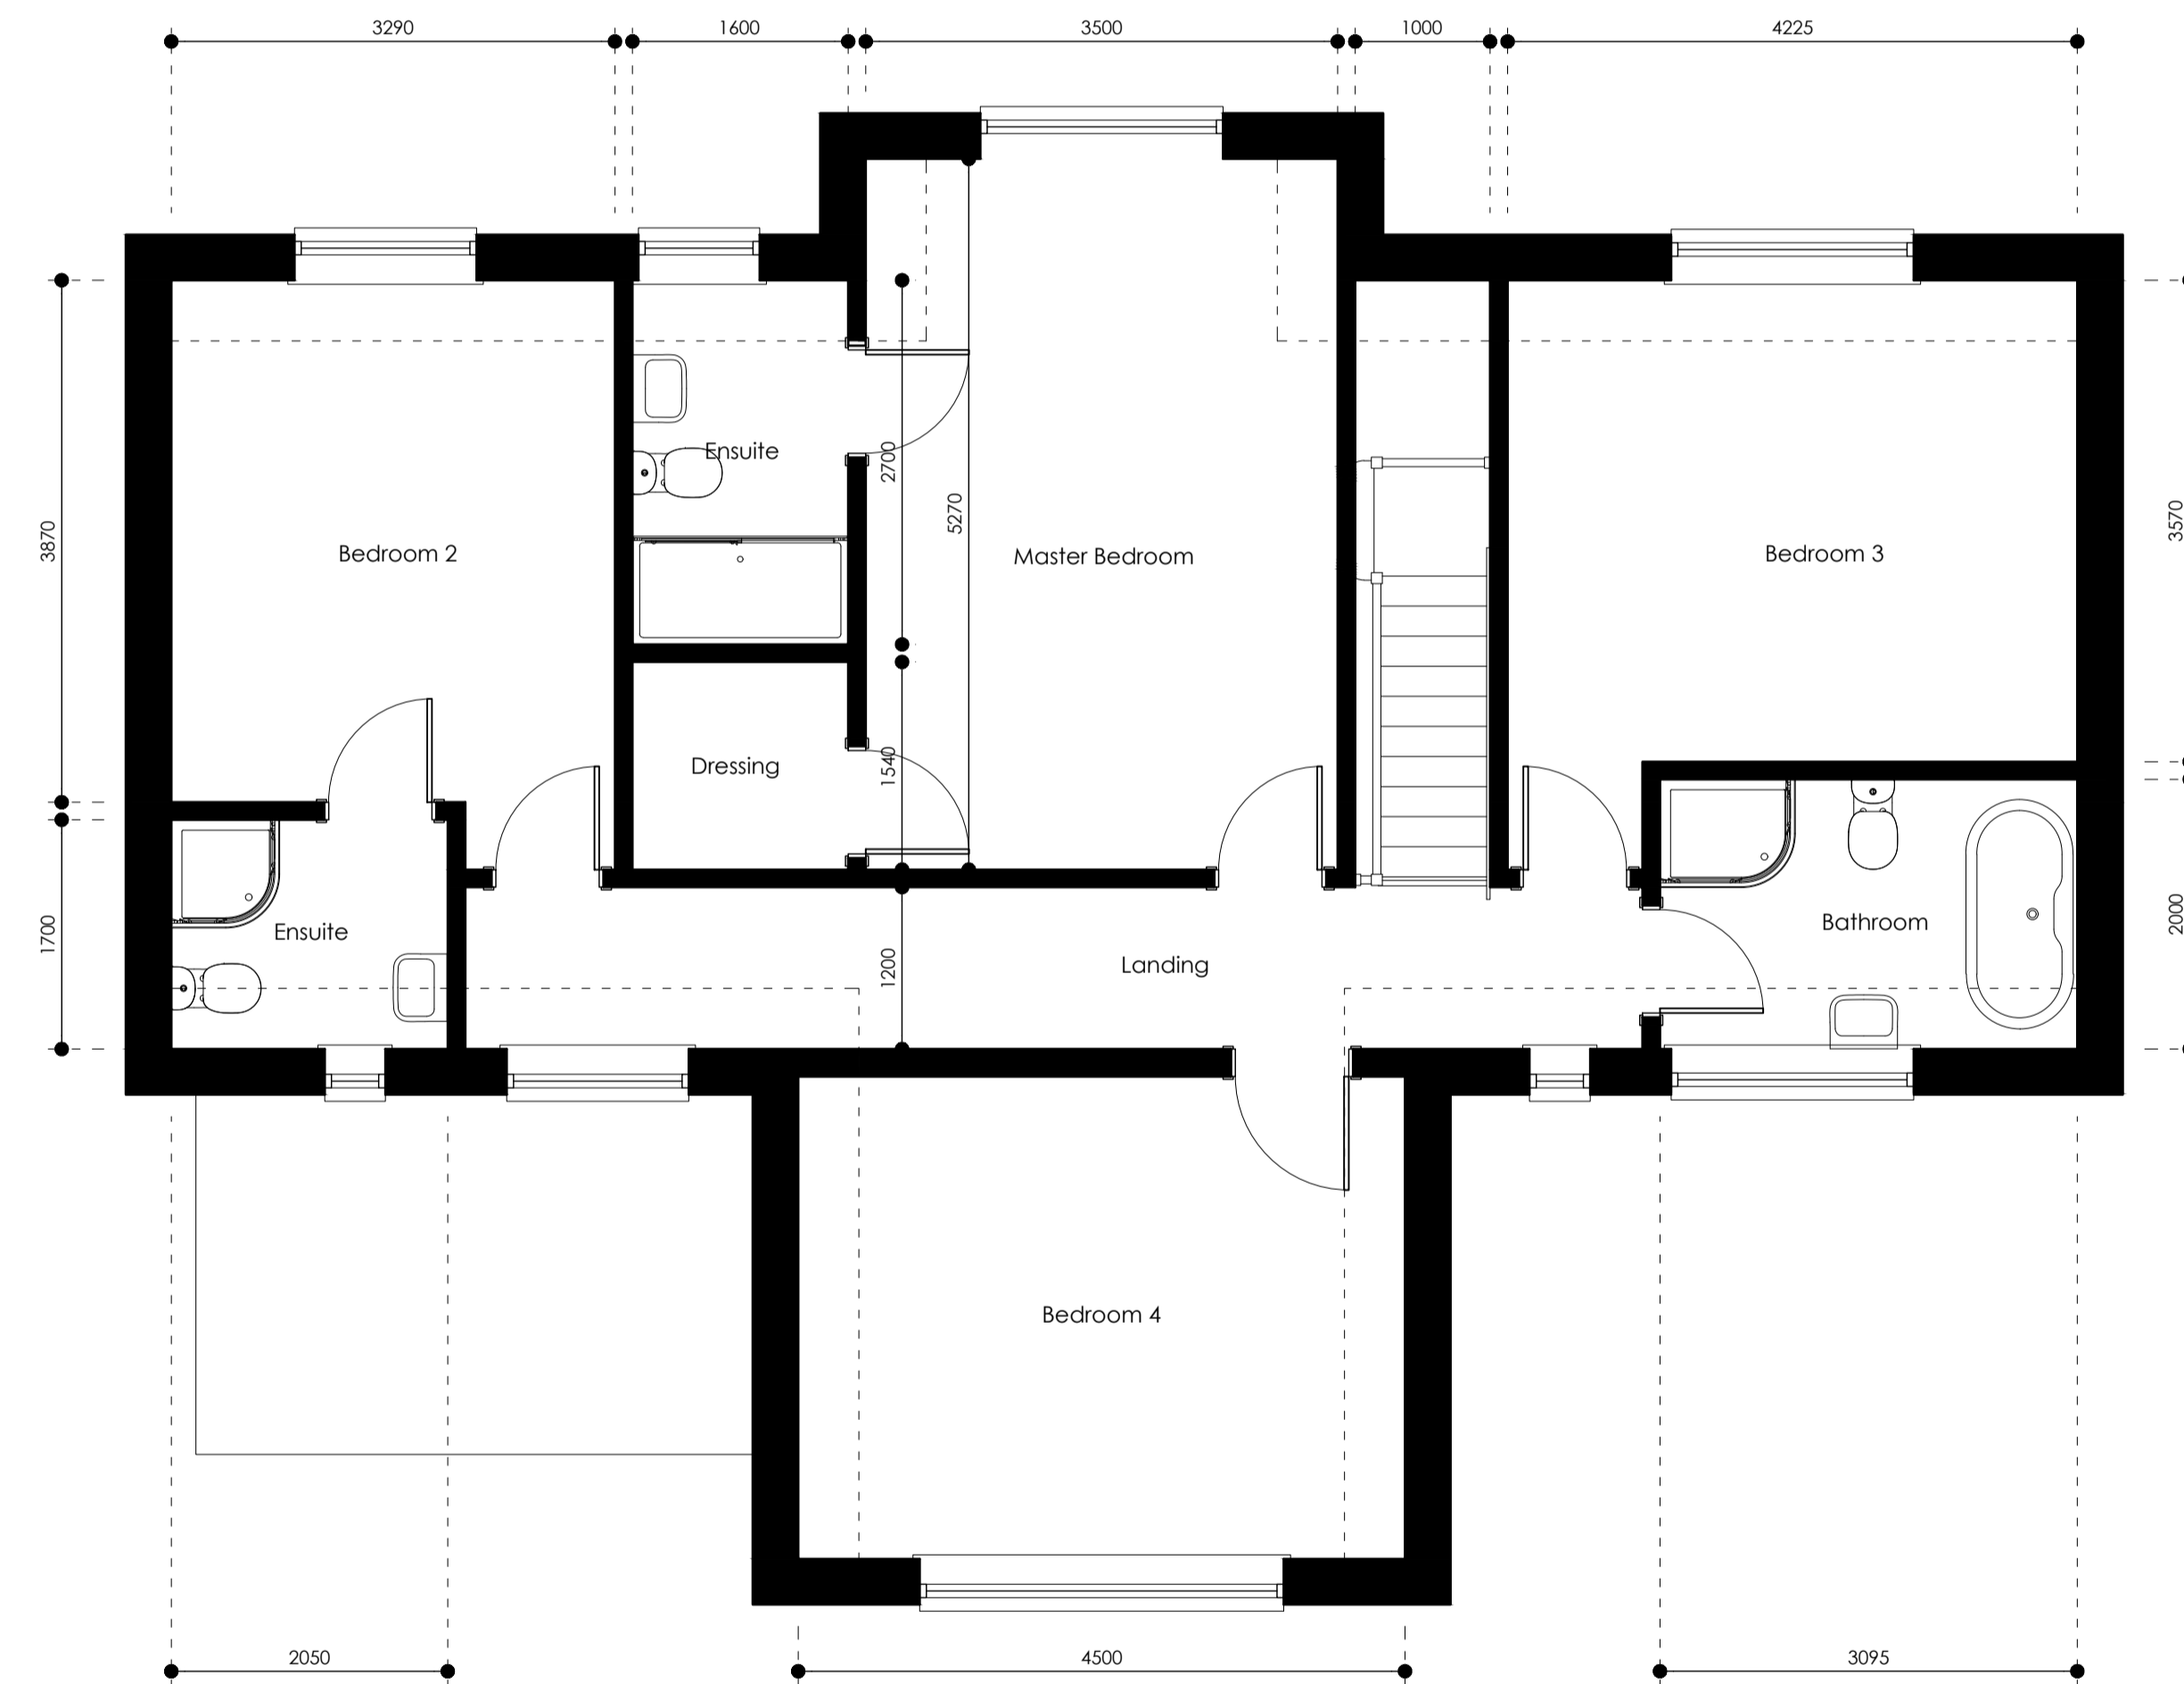 3290
1600
3500
1000
4225
2700
Ensuite
5270
3870
Bedroom 2
Master Bedroom
Bedroom 3
3570
Dressing
1540
1700
Ensuite
1200
Landing
Bathroom
2000
Bedroom 4
2050
4500
3095